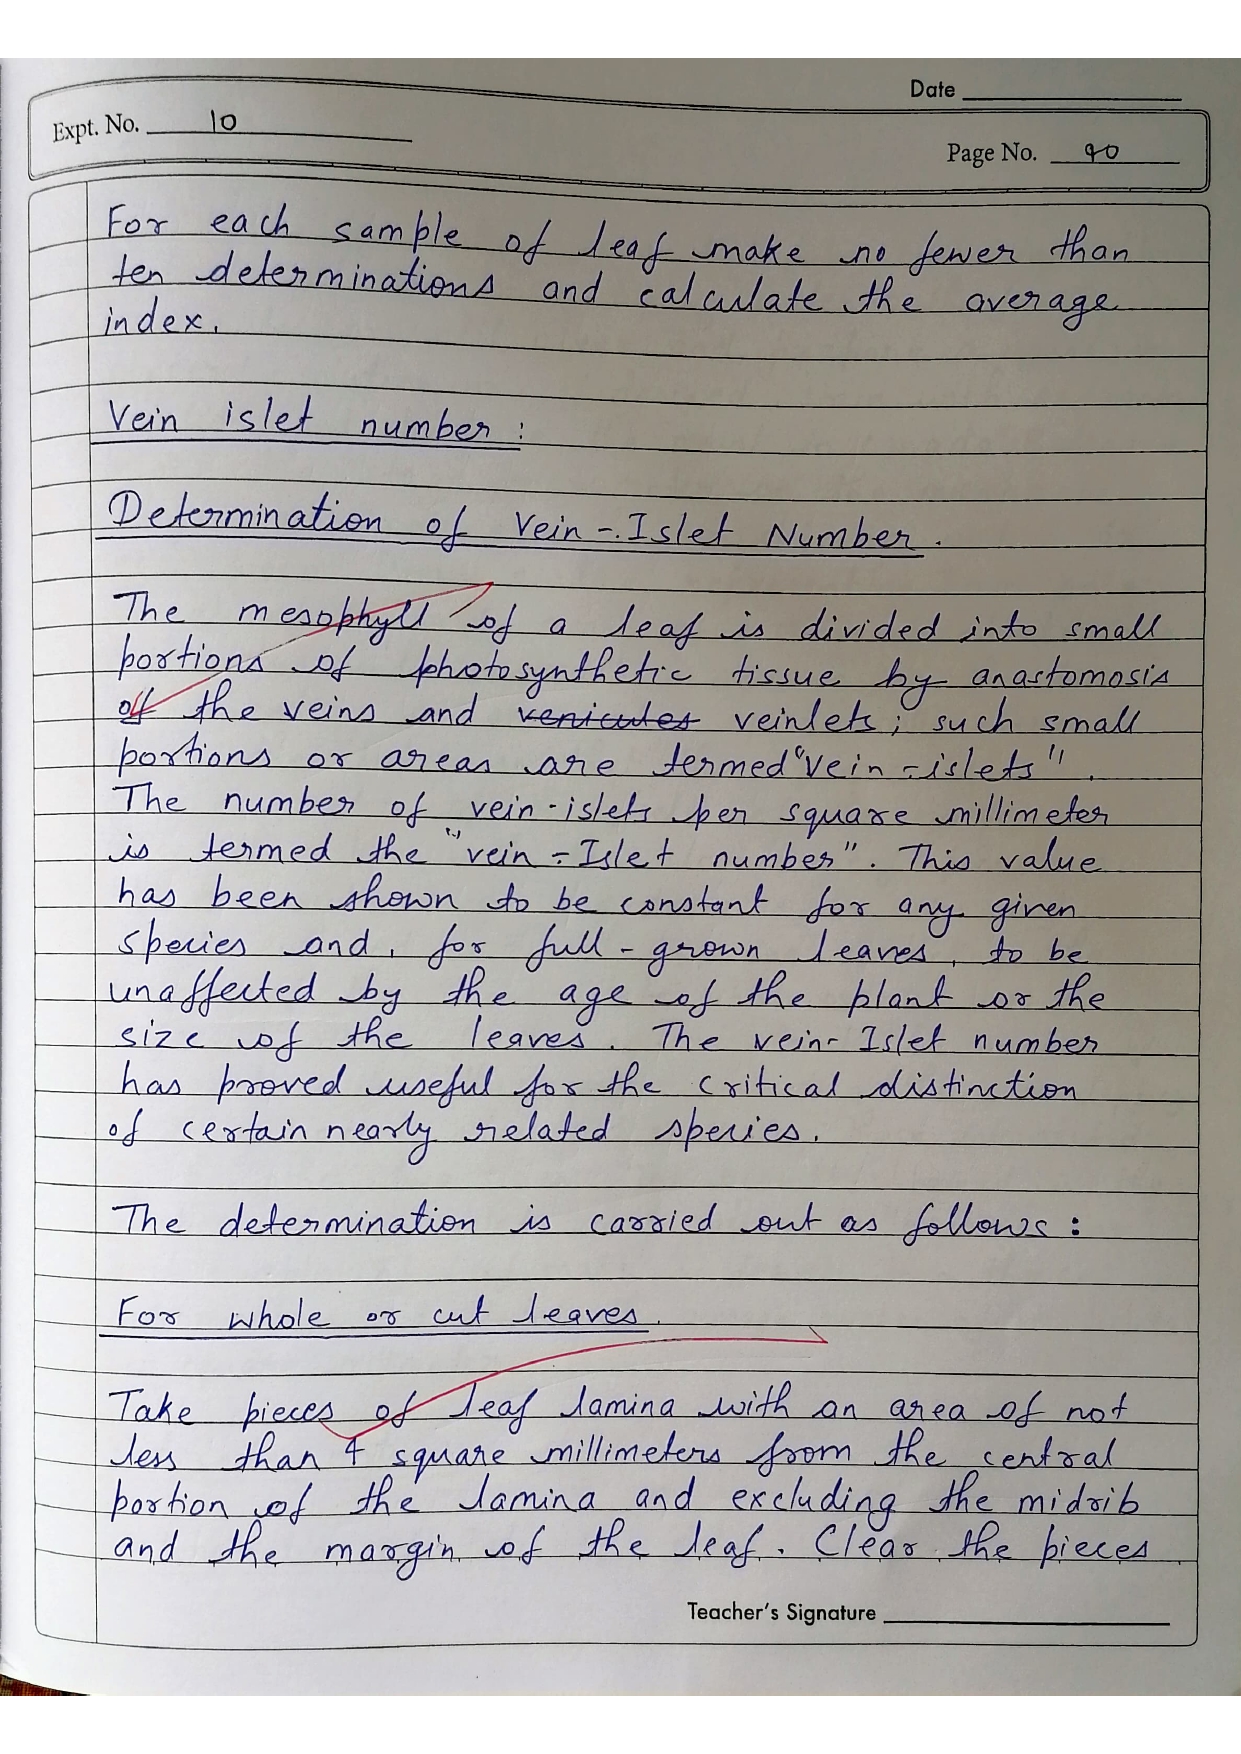 Date
Expt. No. 10
Page No. 90
For each sample of leaf make no fewer than
ten determinations and calculate the average
index.
Vein islet number :
Determination of Vein - Islet Number .
The mesophyll of a leaf is divided into small
portions of photosynthetic tissue by anastomosis
of the veins and venicules veinlets; such small
portions or areas are termed "vein - islets" .
The number of vein - islets per square millimeter
is termed the "vein - Islet number". This value
has been shown to be constant for any given
species and, for full - grown leaves, to be
unaffected by the age of the plant or the
size of the leaves. The vein- Islet number
has proved useful for the critical distinction
of certain nearly related species.
The determination is carried out as follows :
For whole or cut leaves.
Take pieces of leaf lamina with an area of not
less than 4 square millimeters from the central
portion of the lamina and excluding the midrib
and the margin of the leaf. Clear the pieces
Teacher's Signature